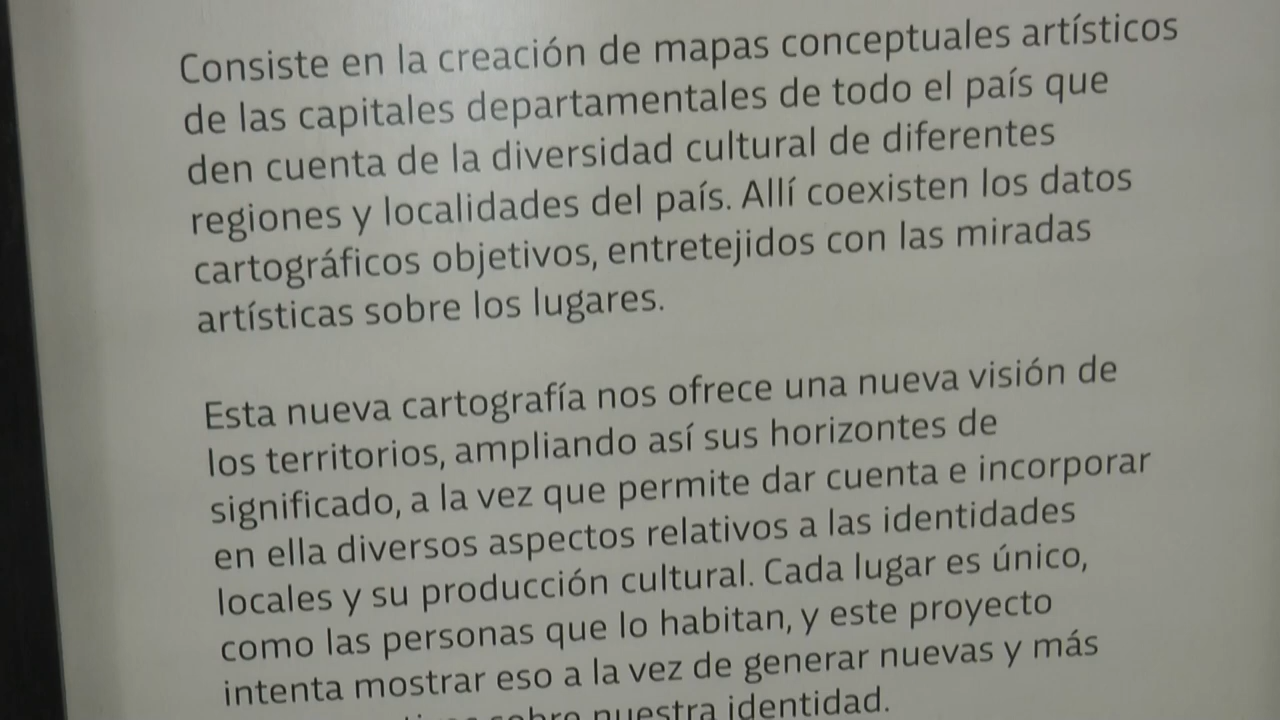 Consiste en la creación de mapas conceptuales artísticos
de las capitales departamentales de todo el país que
den cuenta de la diversidad cultural de diferentes
regiones y localidades del país. Allí coexisten los datos
cartográficos objetivos, entretejidos con las miradas
artísticas sobre los lugares.
Esta nueva cartografía nos ofrece una nueva visión de
los territorios, ampliando así sus horizontes de
significado, a la vez que permite dar cuenta e incorporar
en ella diversos aspectos relativos a las identidades
locales y su producción cultural. Cada lugar es único,
como las personas que lo habitan, y este proyecto
intenta mostrar eso a la vez de generar nuevas y más
sobre nuestra identidad.